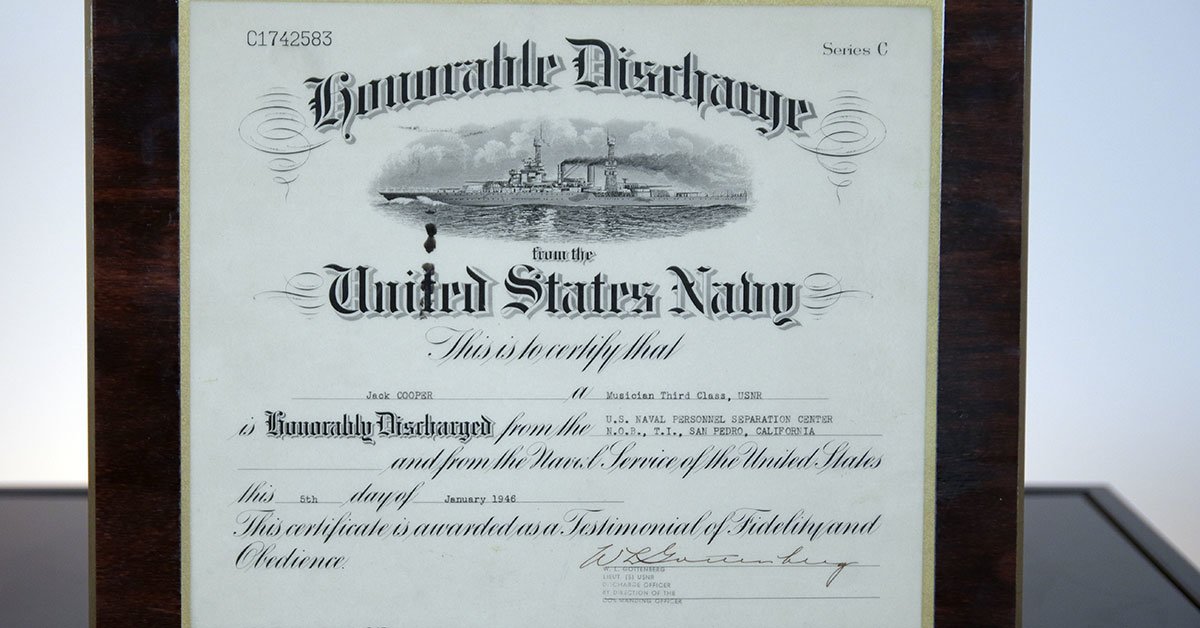 C1742583
Series C
Honorable Discharge
from the
United States Navy
This is to certify that
Jack COOPER a Musician Third Class, USNR
is Honorably Discharged from the U.S. NAVAL PERSONNEL SEPARATION CENTER
N.O.B., T.I., SAN PEDRO, CALIFORNIA
and from the Naval Service of the United States
this 5th day of January 1946
This certificate is awarded as a Testimonial of Fidelity and
Obedience.
W L Gottenberg
W. L. GOTTENBERG
LIEUT (S) USNR
DISCHARGE OFFICER
BY DIRECTION OF THE
COMMANDING OFFICER